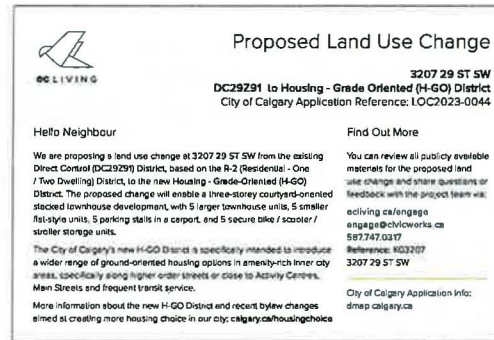 Proposed Land Use Change
OCLIVING
3207 29 ST SW
DC29Z91 to Housing - Grade Oriented (H-GO) District
City of Calgary Application Reference: LOC2023-0044
Hello Neighbour
We are proposing a land use change at 3207 29 ST SW from the existing
Direct Control (DC29Z91) District, based on the R-2 (Residential - One
/ Two Dwelling) District, to the new Housing - Grade-Oriented (H-GO)
District. The proposed change will enable a three-storey courtyard-oriented
stacked townhouse development, with 5 larger townhouse units, 5 smaller
flat-style units, 5 parking stalls in a carport, and 5 secure bike / scooter /
stroller storage units.
The City of Calgary's new H-GO District is specifically intended to introduce
a wider range of ground-oriented housing options in amenity-rich inner city
areas, specifically along higher order streets or close to Activity Centres,
Main Streets and frequent transit service.
More information about the new H-GO District and recent bylaw changes
aimed at creating more housing choice in our city: calgary.ca/housingchoice
Find Out More
You can review all publicly available
materials for the proposed land
use change and share questions or
feedback with the project team via:
ocliving.ca/engage
engage@civicworks.ca
587.747.0317
Reference: KG3207
3207 29 ST SW
City of Calgary Application Info:
dmap.calgary.ca